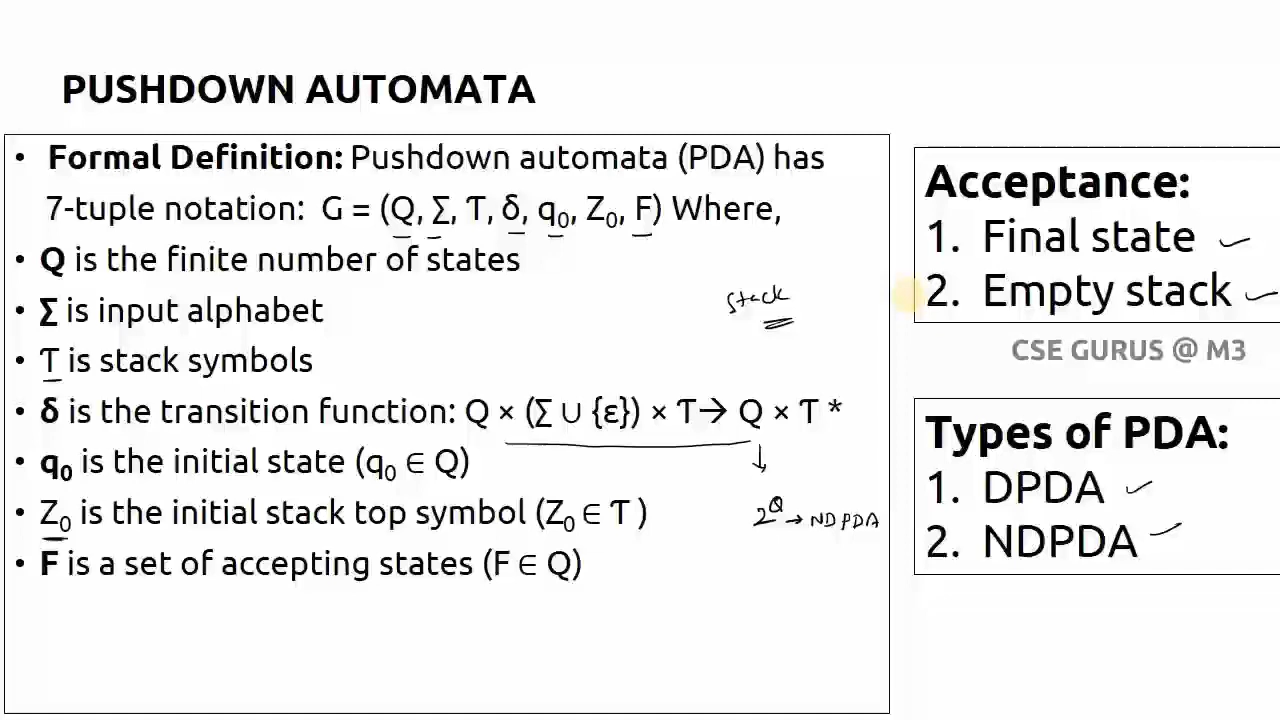 PUSHDOWN AUTOMATA
• Formal Definition: Pushdown automata (PDA) has
7-tuple notation: G = (Q, ∑, Ƭ, δ, q₀, Z₀, F) Where,
• Q is the finite number of states
• ∑ is input alphabet
• Ƭ is stack symbols
• δ is the transition function: Q × (∑ ∪ {ε}) × Ƭ → Q × Ƭ *
• q₀ is the initial state (q₀ ∈ Q)
• Z₀ is the initial stack top symbol (Z₀ ∈ Ƭ )
• F is a set of accepting states (F ∈ Q)
stack
↓
2^Q → NDPDA
Acceptance:
1. Final state
2. Empty stack
CSE GURUS @ M3
Types of PDA:
1. DPDA
2. NDPDA